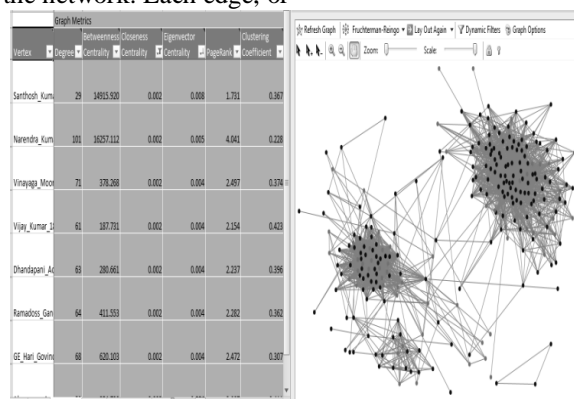 the network. Each edge, or
Graph Metrics
Betweenness Closeness Eigenvector Clustering
Vertex Degree Centrality Centrality Centrality PageRank Coefficient
Santhosh_Kuma 29 14915.920 0.002 0.008 1.731 0.367
Narendra_Kum 101 16257.112 0.002 0.005 4.041 0.228
Vinayaga_Moor 71 378.268 0.002 0.004 2.497 0.374
Vijay_Kumar_18 61 187.731 0.002 0.004 2.154 0.423
Dhandapani_Ac 63 280.661 0.002 0.004 2.237 0.396
Ramadoss_Gan 64 411.553 0.002 0.004 2.282 0.362
GE_Hari_Govin 68 620.103 0.002 0.004 2.472 0.307
Refresh Graph Fruchterman-Reingo Lay Out Again Dynamic Filters Graph Options
Zoom: Scale: